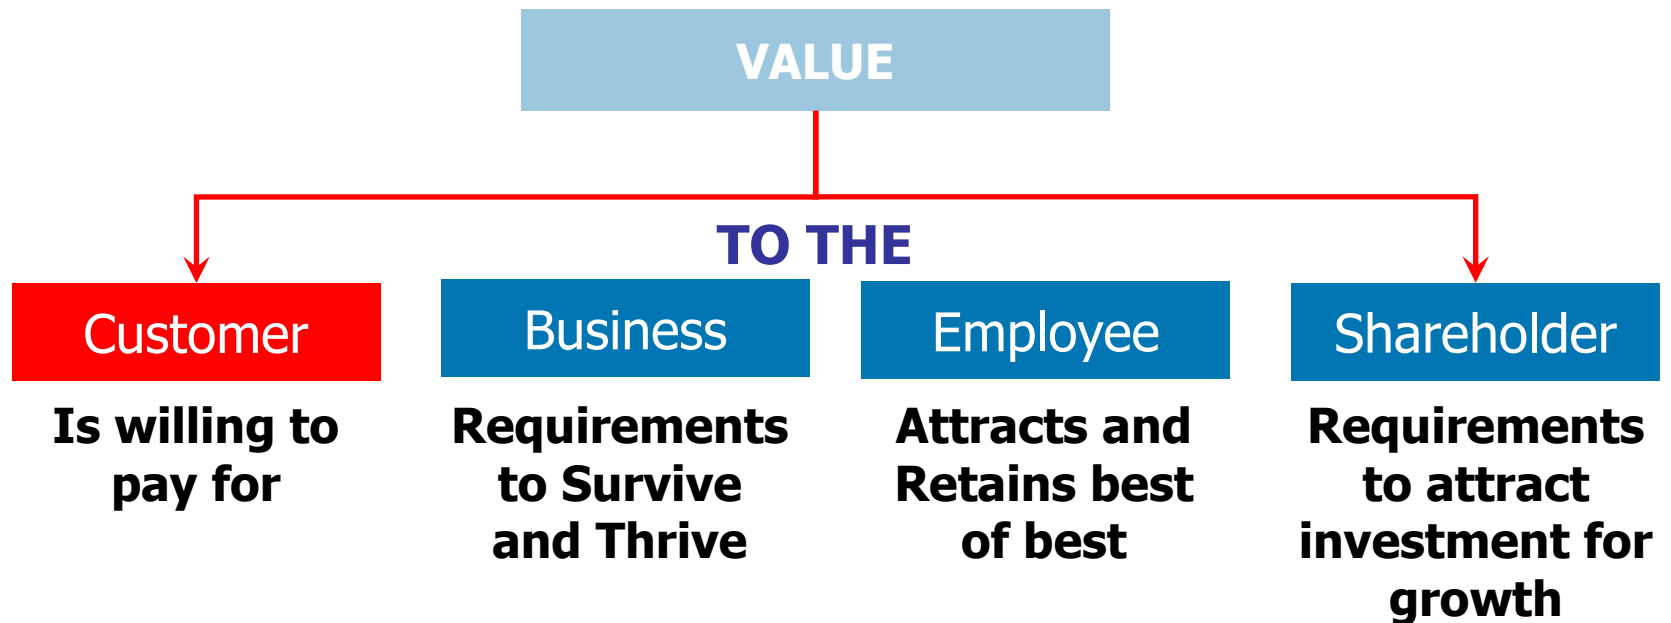 VALUE
TO THE
Customer
Business
Employee
Shareholder
Is willing to
pay for
Requirements
to Survive
and Thrive
Attracts and
Retains best
of best
Requirements
to attract
investment for
growth